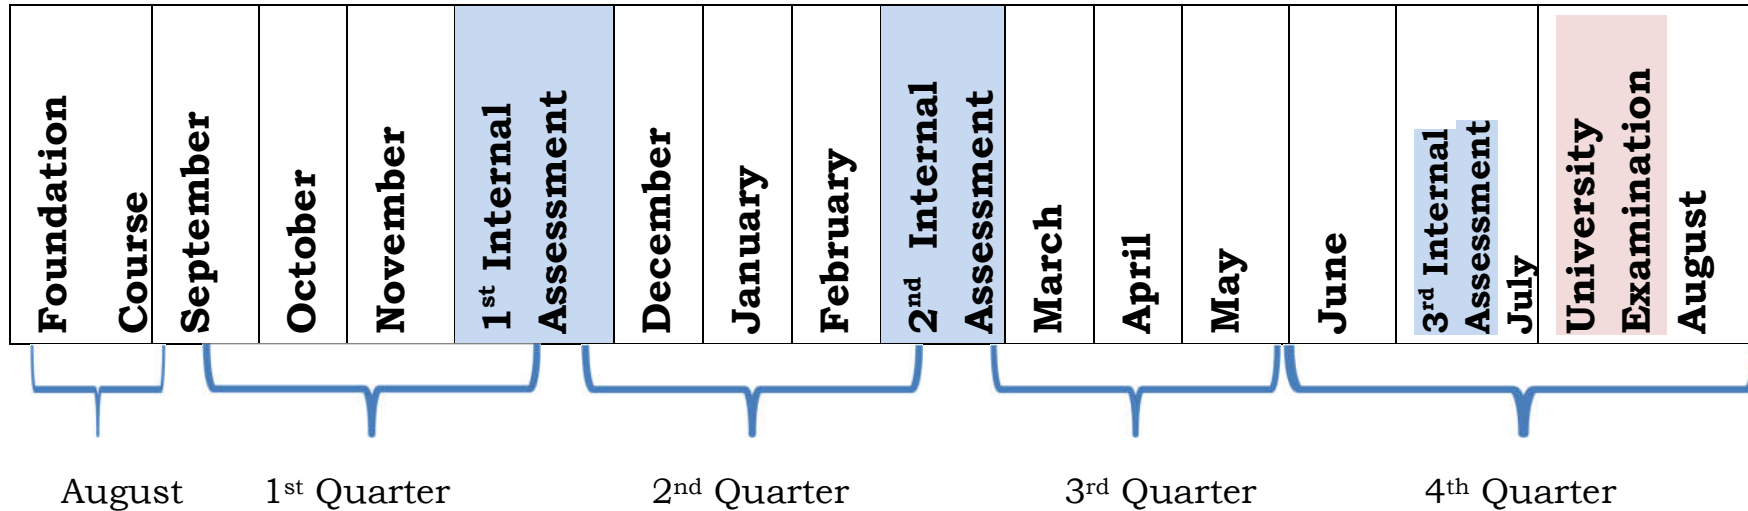 Foundation
Course
September
October
November
1st Internal
Assessment
December
January
February
2nd Internal
Assessment
March
April
May
June
3rd Internal
Assessment
July
University
Examination
August
August
1st Quarter
2nd Quarter
3rd Quarter
4th Quarter